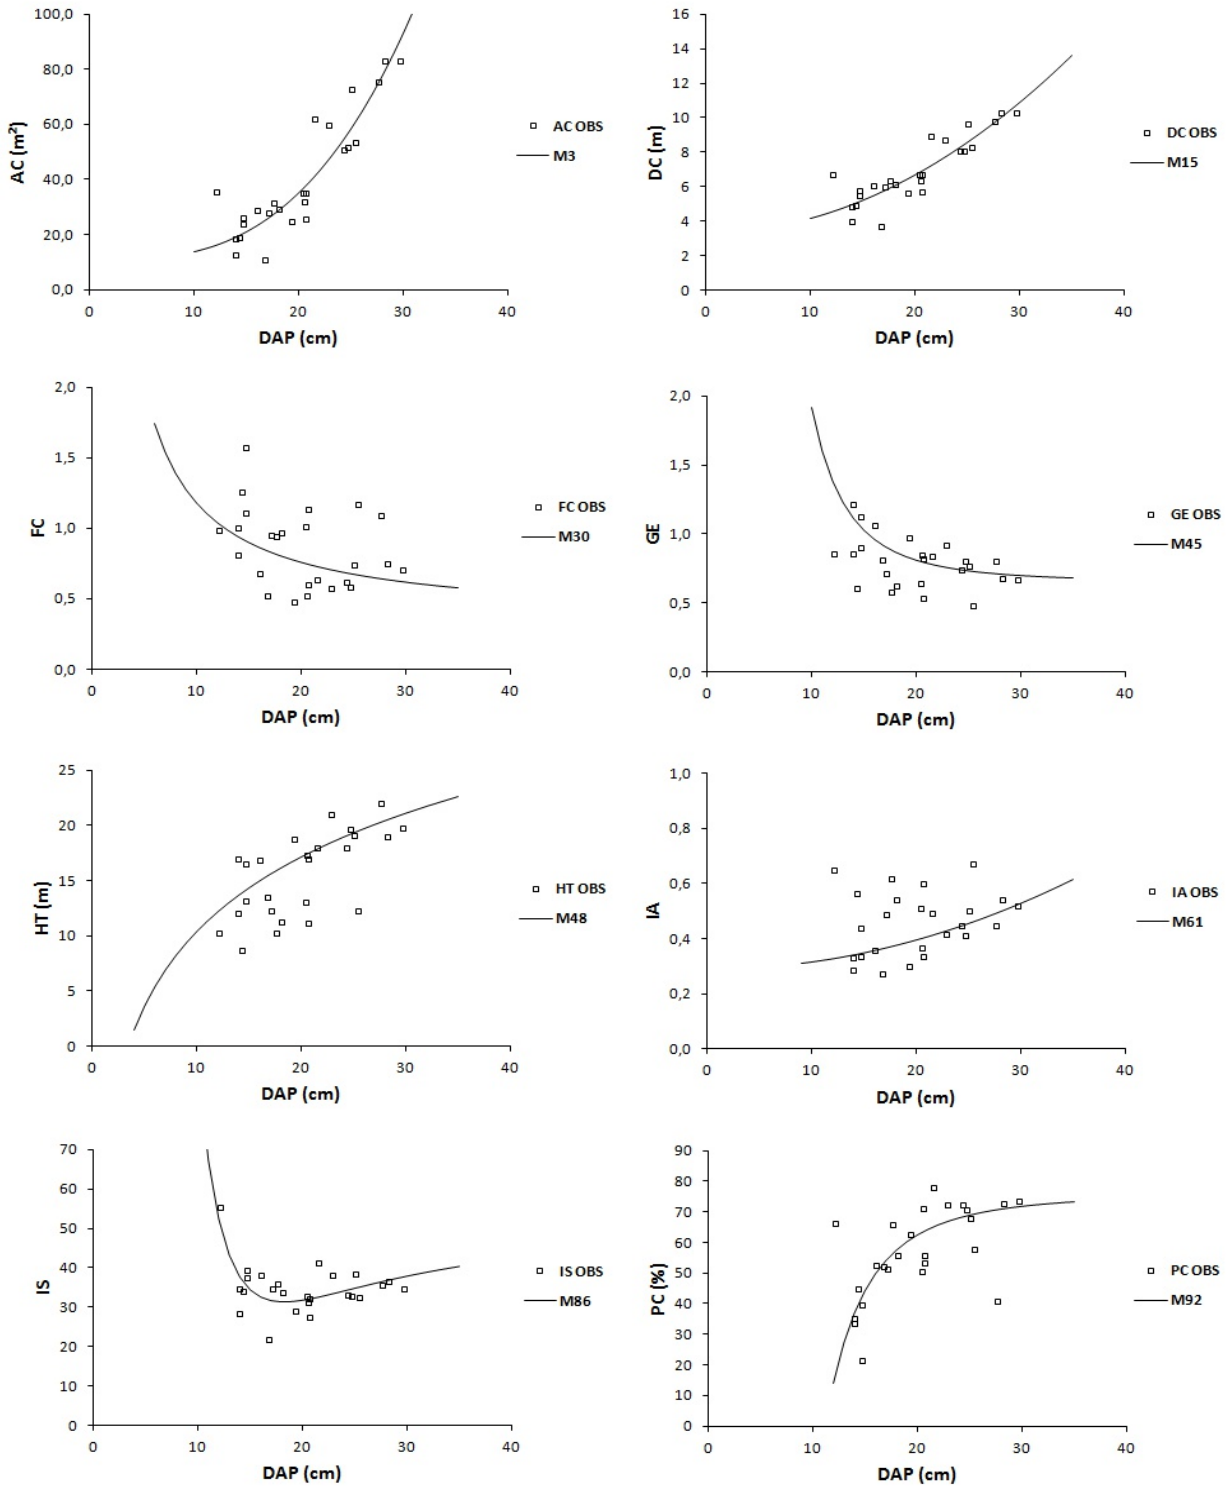 100,0
80,0
60,0
40,0
20,0
0,0
AC (m²)
0 10 20 30 40
DAP (cm)
AC OBS
M3
16
14
12
10
8
6
4
2
0
DC (m)
0 10 20 30 40
DAP (cm)
DC OBS
M15
2,0
1,5
1,0
0,5
0,0
FC
0 10 20 30 40
DAP (cm)
FC OBS
M30
2,0
1,5
1,0
0,5
0,0
GE
0 10 20 30 40
DAP (cm)
GE OBS
M45
25
20
15
10
5
0
HT (m)
0 10 20 30 40
DAP (cm)
HT OBS
M48
1,0
0,8
0,6
0,4
0,2
0,0
IA
0 10 20 30 40
DAP (cm)
IA OBS
M61
70
60
50
40
30
20
10
0
IS
0 10 20 30 40
DAP (cm)
IS OBS
M86
90
80
70
60
50
40
30
20
10
0
PC (%)
0 10 20 30 40
DAP (cm)
PC OBS
M92